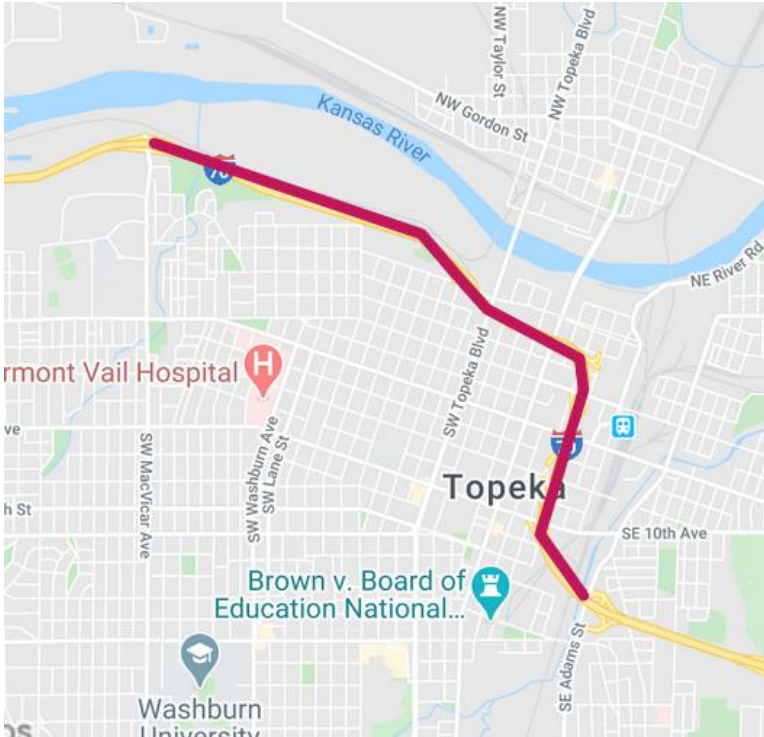 NW Taylor St
NW Topeka Blvd
NW Gordon St
Kansas River
70
NE River Rd
rmont Vail Hospital
H
SW Topeka Blvd
ve
SW MacVicar Ave
SW Washburn Ave
SW Lane St
Topeka
h St
SE 10th Ave
Brown v. Board of
Education National...
SE Adams St
Washburn
University
os